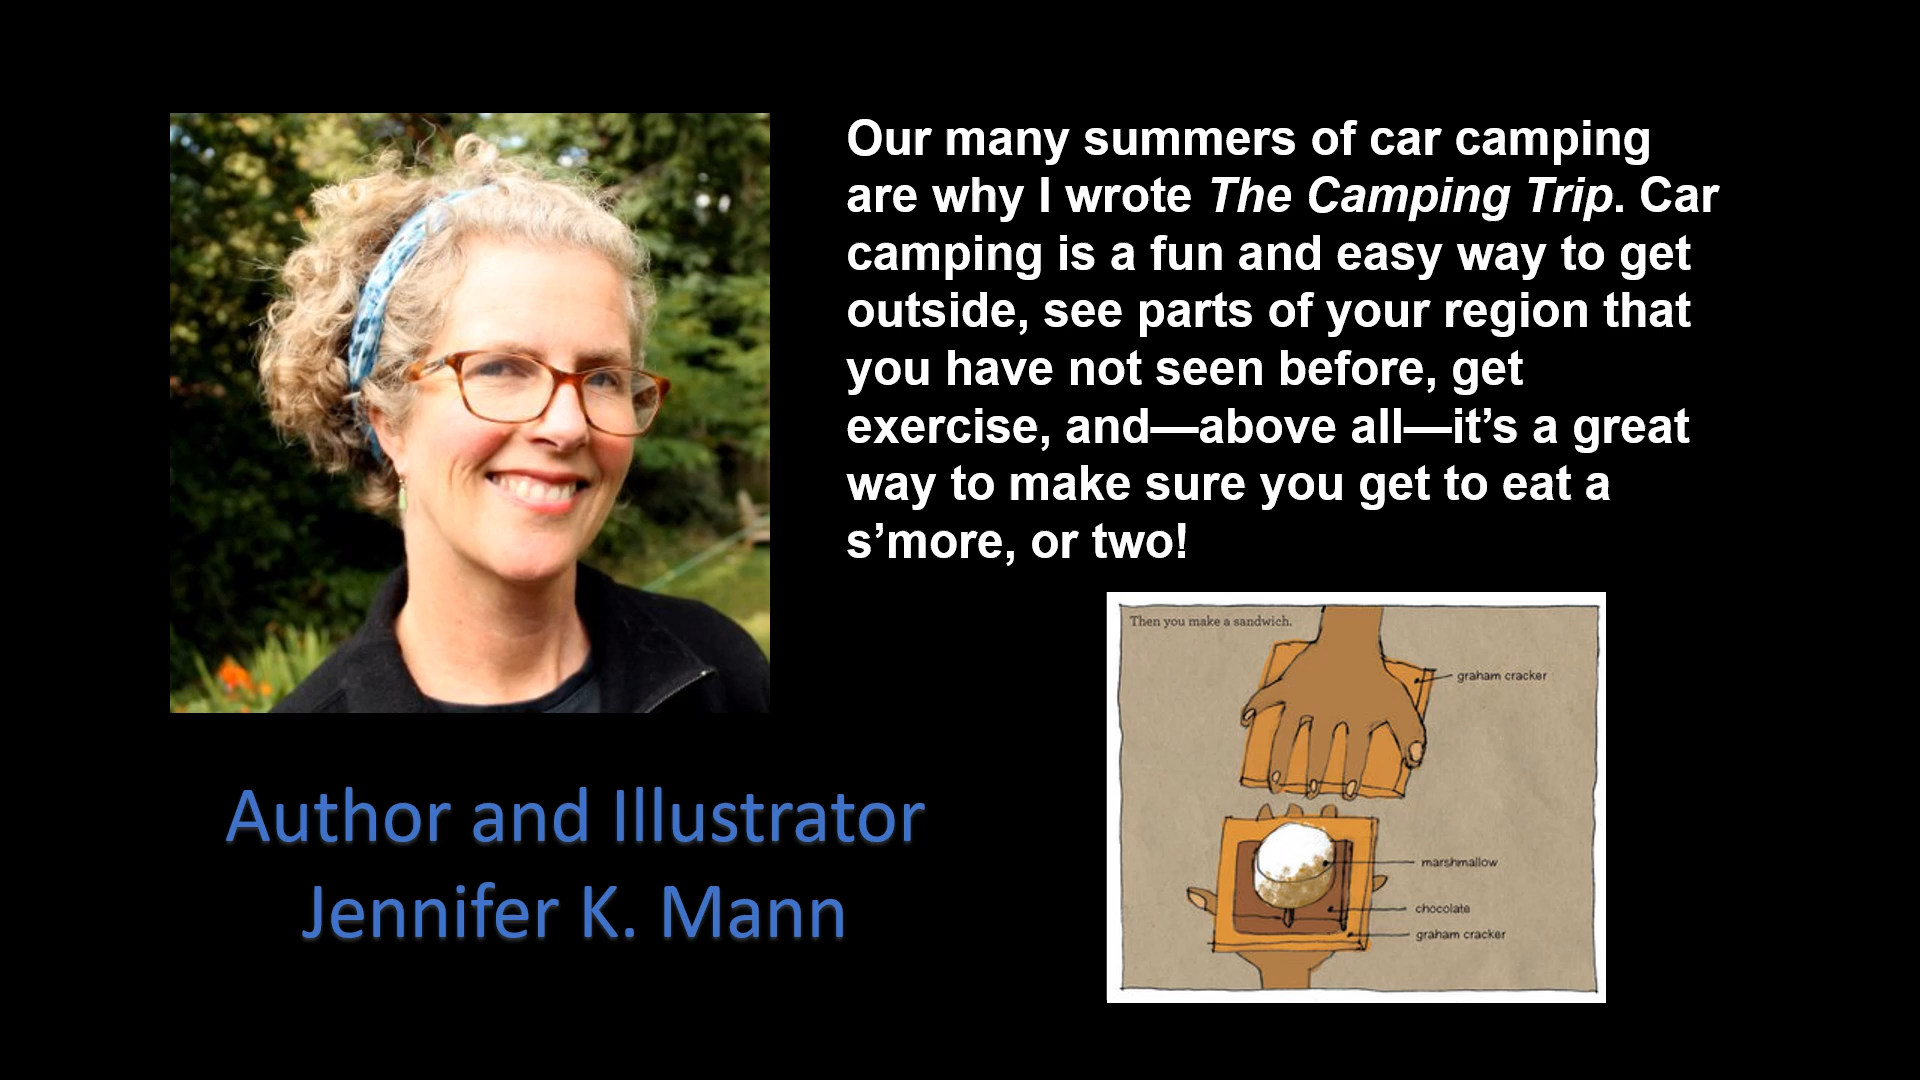 Our many summers of car camping
are why I wrote The Camping Trip. Car
camping is a fun and easy way to get
outside, see parts of your region that
you have not seen before, get
exercise, and—above all—it’s a great
way to make sure you get to eat a
s’more, or two!
Then you make a sandwich.
graham cracker
marshmallow
chocolate
graham cracker
Author and Illustrator
Jennifer K. Mann